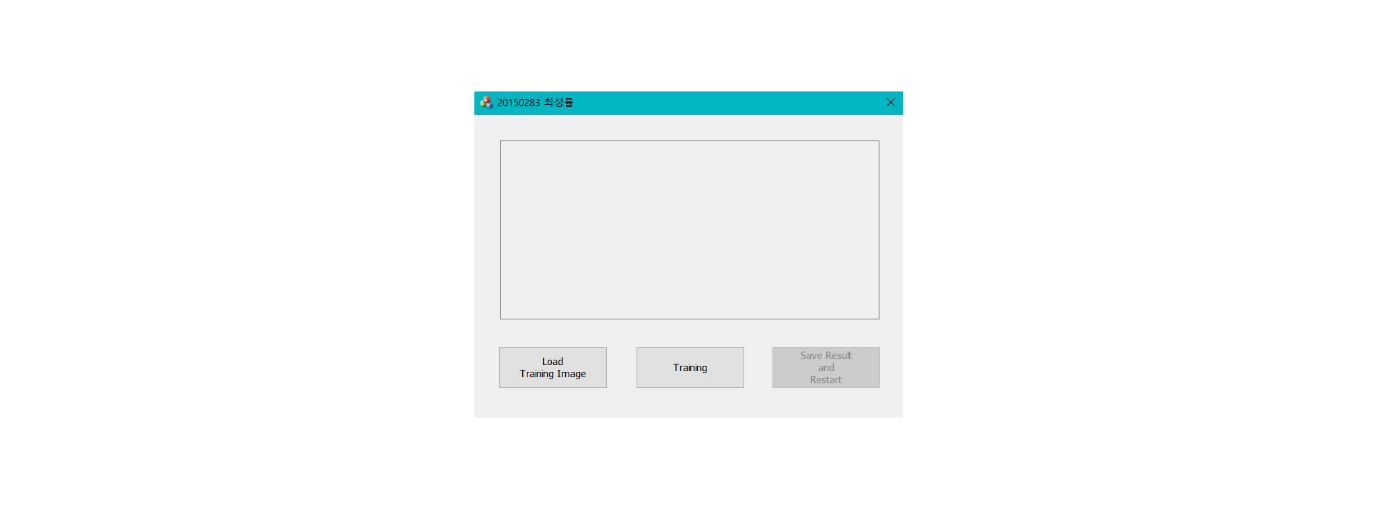 20150283 최성률
Load
Training Image
Training
Save Result
and
Restart